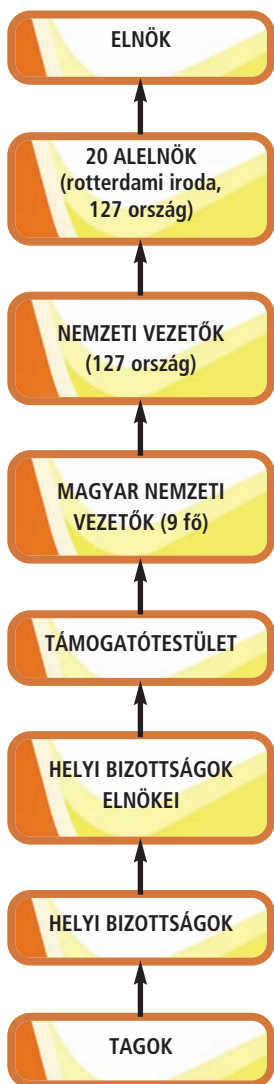 ELNÖK
20 ALELNÖK
(rotterdami iroda,
127 ország)
NEMZETI VEZETŐK
(127 ország)
MAGYAR NEMZETI
VEZETŐK (9 fő)
TÁMOGATÓTESTÜLET
HELYI BIZOTTSÁGOK
ELNÖKEI
HELYI BIZOTTSÁGOK
TAGOK